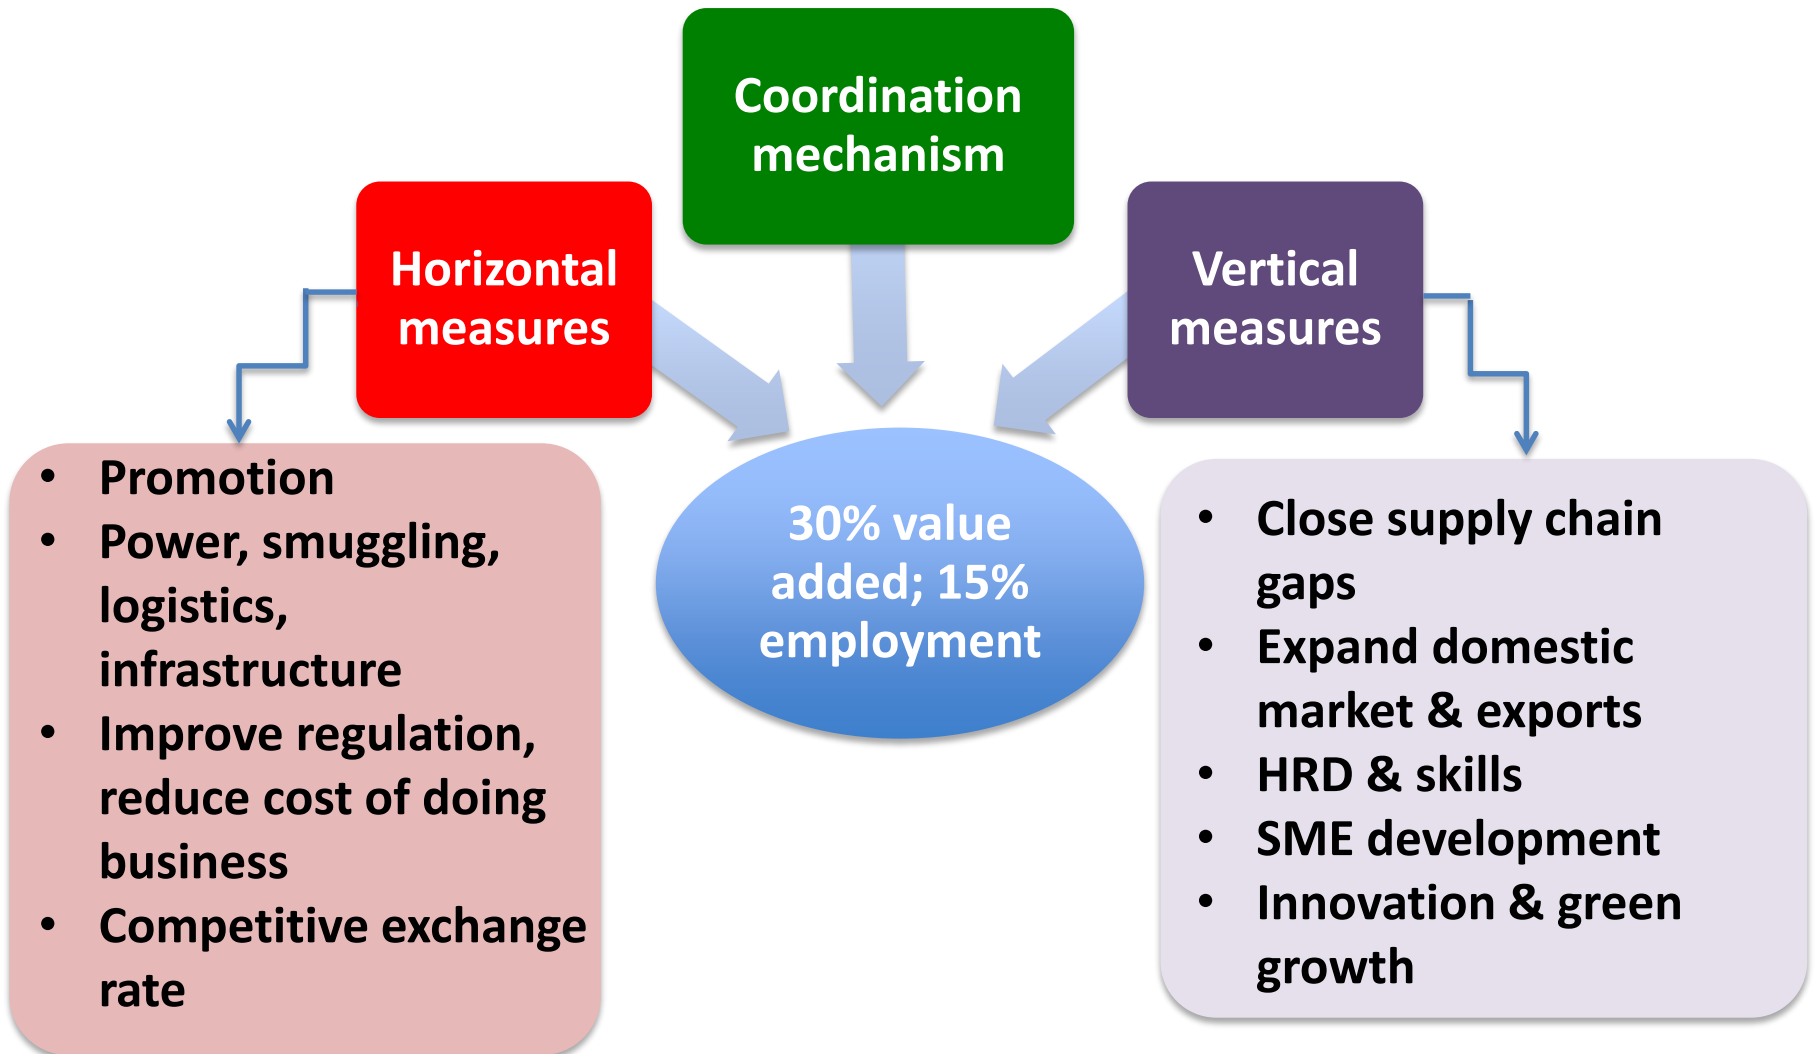 Coordination
mechanism
Horizontal
measures
Vertical
measures
30% value
added; 15%
employment
• Promotion
• Power, smuggling,
logistics,
infrastructure
• Improve regulation,
reduce cost of doing
business
• Competitive exchange
rate
• Close supply chain
gaps
• Expand domestic
market & exports
• HRD & skills
• SME development
• Innovation & green
growth